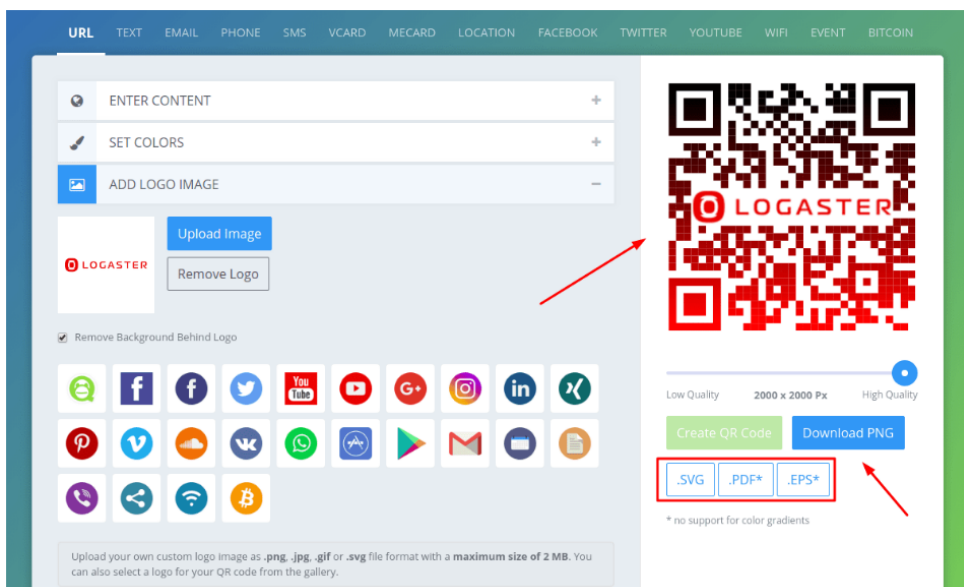 URL TEXT EMAIL PHONE SMS VCARD MECARD LOCATION FACEBOOK TWITTER YOUTUBE WIFI EVENT BITCOIN
ENTER CONTENT
SET COLORS
ADD LOGO IMAGE
Upload Image
LOGASTER
Remove Logo
Remove Background Behind Logo
You
Tube
G+
in
Upload your own custom logo image as .png, .jpg, .gif or .svg file format with a maximum size of 2 MB. You
can also select a logo for your QR code from the gallery.
LOGASTER
Low Quality 2000 x 2000 Px High Quality
Create QR Code Download PNG
.SVG .PDF* .EPS*
* no support for color gradients